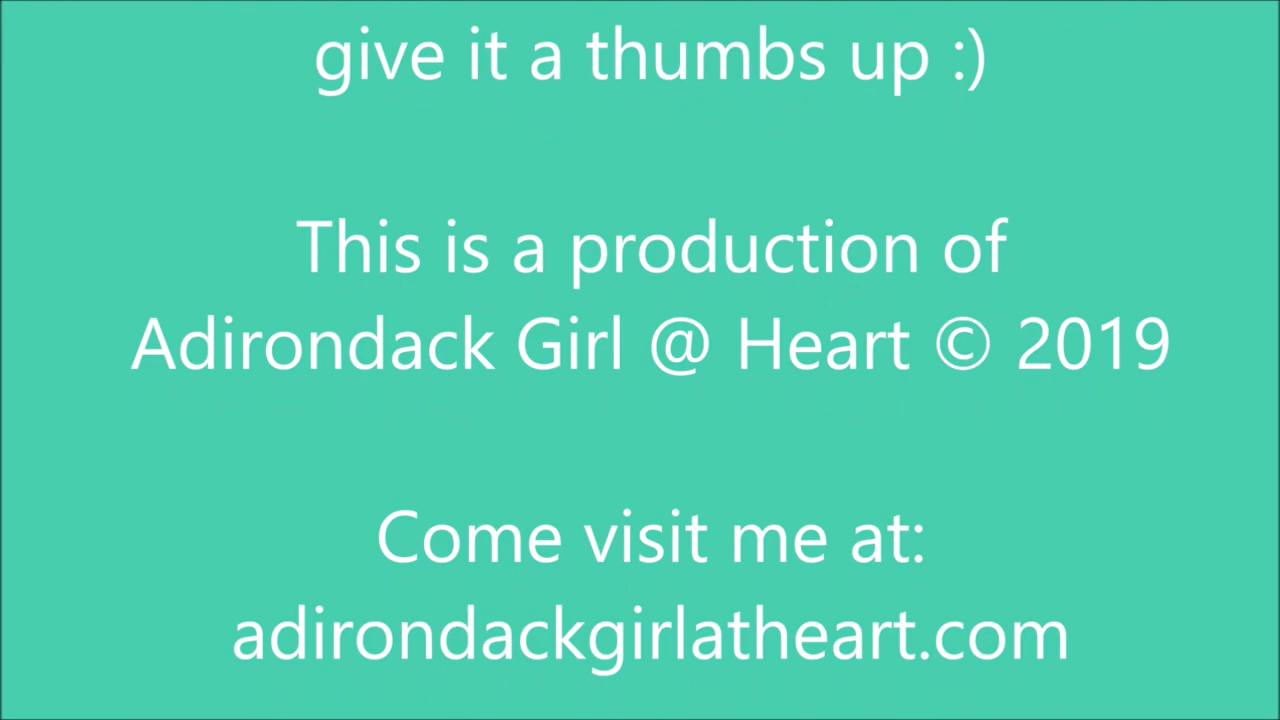 give it a thumbs up :)
This is a production of
Adirondack Girl @ Heart © 2019
Come visit me at:
adirondackgirlatheart.com